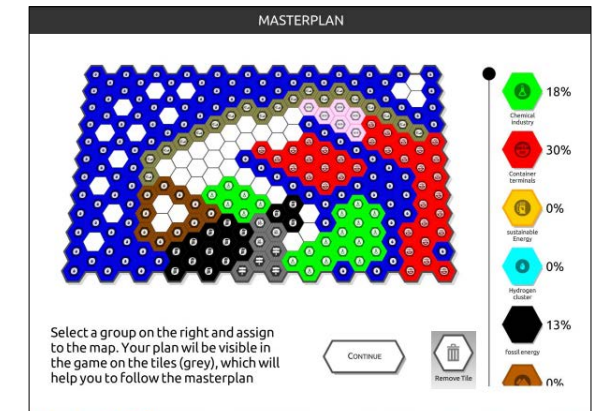 MASTERPLAN
18%
Chemical
industry
30%
Container
terminals
0%
sustainable
Energy
0%
Hydrogen
cluster
13%
Fossil energy
0%
Select a group on the right and assign
to the map. Your plan wil be visible in
the game on the tiles (grey), which will
help you to follow the masterplan
CONTINUE
Remove Tile